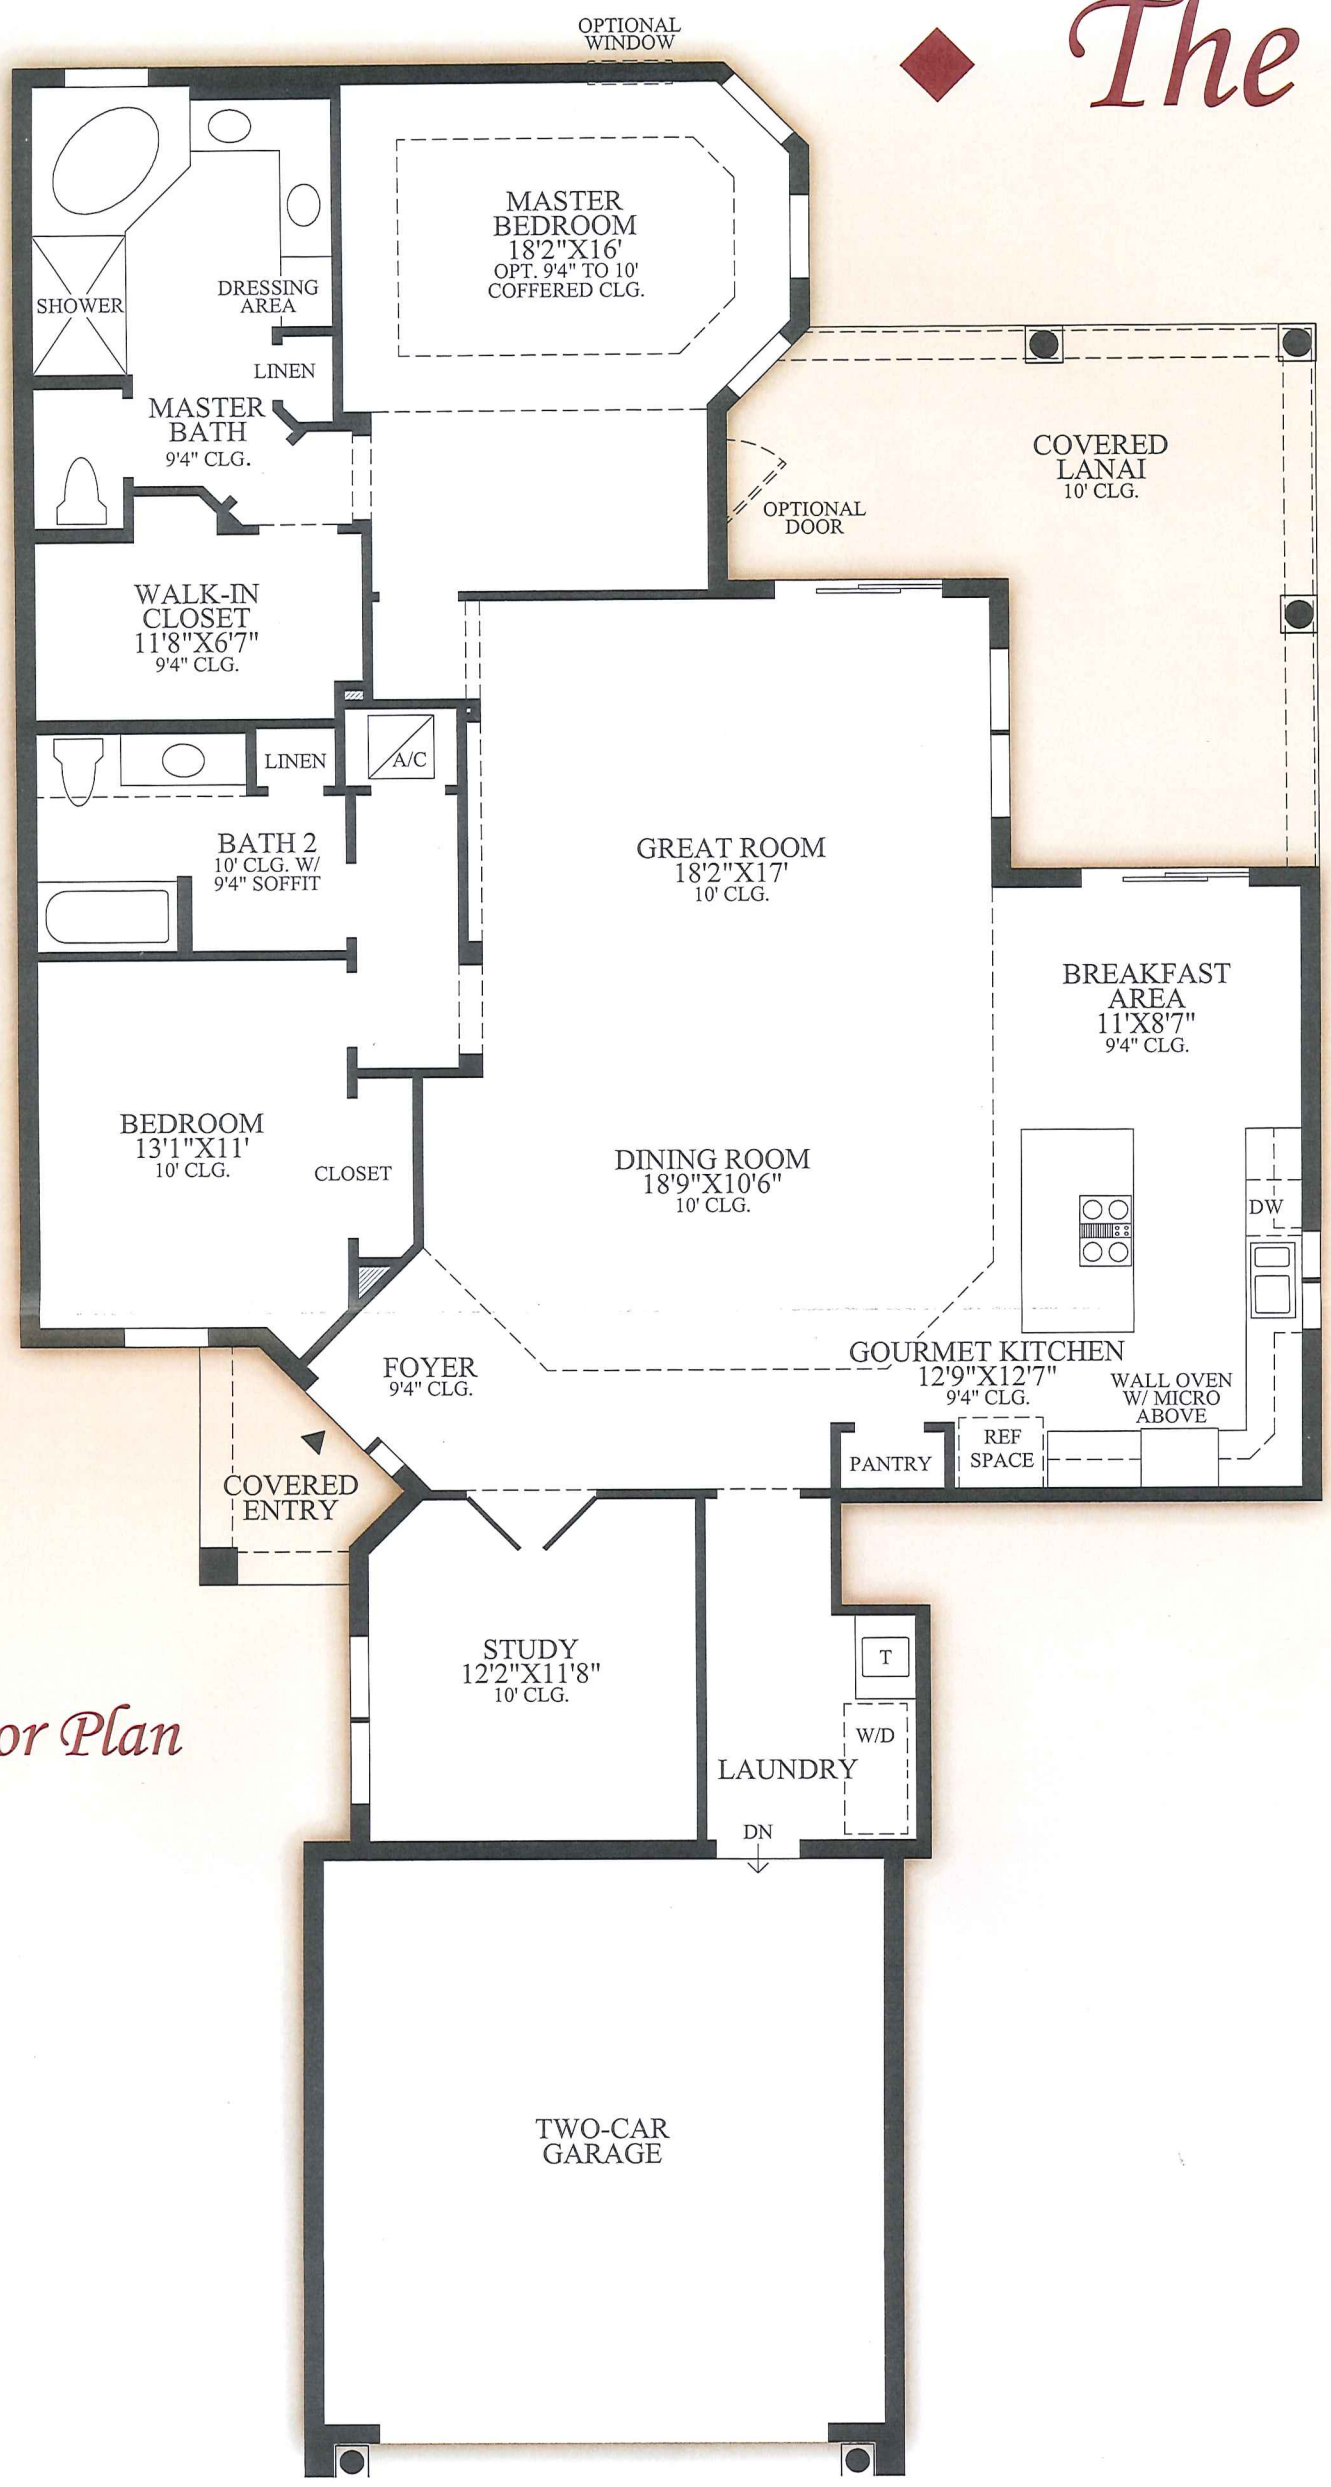 The
OPTIONAL
WINDOW
MASTER
BEDROOM
18'2"X16'
OPT. 9'4" TO 10'
COFFERED CLG.
SHOWER
DRESSING
AREA
LINEN
MASTER
BATH
9'4" CLG.
COVERED
LANAI
10' CLG.
OPTIONAL
DOOR
WALK-IN
CLOSET
11'8"X6'7"
9'4" CLG.
LINEN
A/C
BATH 2
10' CLG. W/
9'4" SOFFIT
GREAT ROOM
18'2"X17'
10' CLG.
BREAKFAST
AREA
11'X8'7"
9'4" CLG.
BEDROOM
13'1"X11'
10' CLG.
CLOSET
DINING ROOM
18'9"X10'6"
10' CLG.
DW
FOYER
9'4" CLG.
GOURMET KITCHEN
12'9"X12'7"
9'4" CLG.
WALL OVEN
W/ MICRO
ABOVE
REF
SPACE
PANTRY
COVERED
ENTRY
STUDY
12'2"X11'8"
10' CLG.
T
W/D
LAUNDRY
DN
or Plan
TWO-CAR
GARAGE